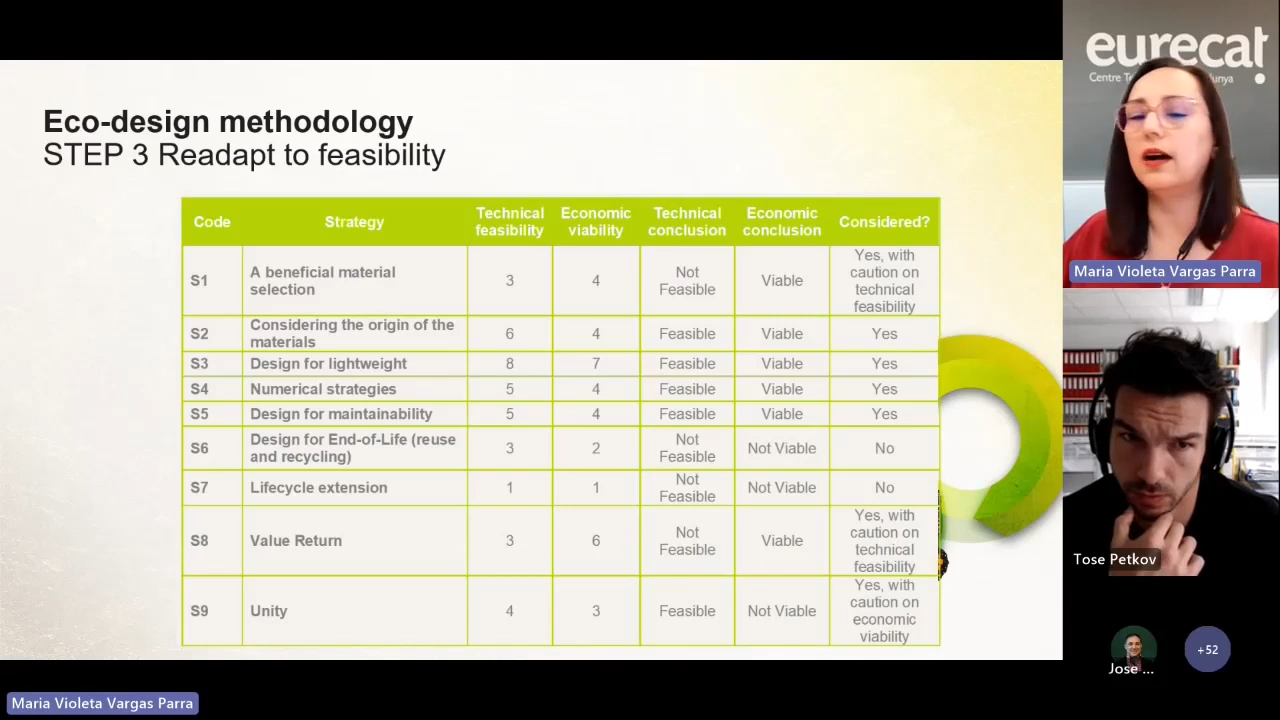 Eco-design methodology
STEP 3 Readapt to feasibility
Code
Strategy
Technical feasibility
Economic viability
Technical conclusion
Economic conclusion
Considered?
S1
A beneficial material selection
3
4
Not Feasible
Viable
Yes, with caution on technical feasibility
S2
Considering the origin of the materials
6
4
Feasible
Viable
Yes
S3
Design for lightweight
8
7
Feasible
Viable
Yes
S4
Numerical strategies
5
4
Feasible
Viable
Yes
S5
Design for maintainability
5
4
Feasible
Viable
Yes
S6
Design for End-of-Life (reuse and recycling)
3
2
Not Feasible
Not Viable
No
S7
Lifecycle extension
1
1
Not Feasible
Not Viable
No
S8
Value Return
3
6
Not Feasible
Viable
Yes, with caution on technical feasibility
S9
Unity
4
3
Feasible
Not Viable
Yes, with caution on economic viability
eurecat
Centre
Maria Violeta Vargas Parra
Tose Petkov
Jose ...
+52
Maria Violeta Vargas Parra